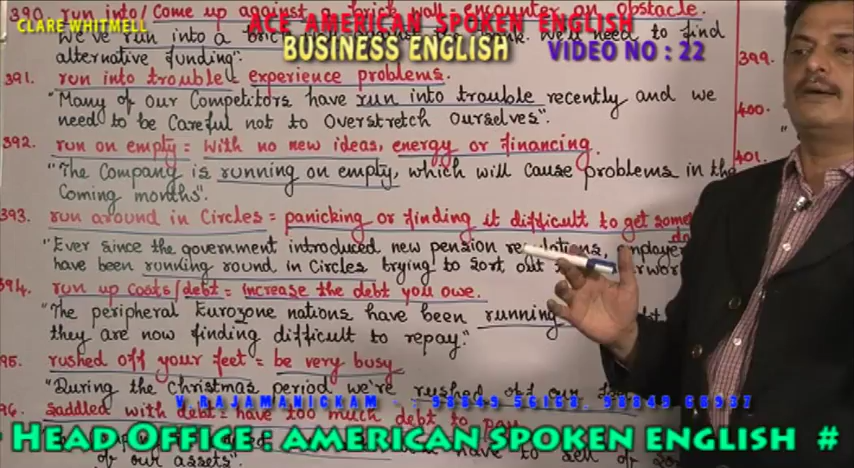 CLARE WHITMELL
ACE AMERICAN SPOKEN ENGLISH
BUSINESS ENGLISH
VIDEO NO : 22
390. run into/Come up against a brick wall = encounter an obstacle.
We've run into a need to find
alternative funding".
391. run into trouble = experience problems.
"Many of our Competitors have run into trouble recently and we
need to be Careful not to Overstretch Ourselves".
392. run on empty = With no new ideas, energy or financing.
"The Company is running on empty, which will cause problems in the
Coming months".
393. run around in Circles = panicking or finding it difficult to get
"Ever since the government introduced new pension
have been running round in Circles trying to Sort out
394. run up costs/debt = increase the debt you owe.
"The peripheral Eurozone nations have been running
they are now finding difficult to repay."
95. rushed off your feet = be very busy
"During the Christmas period we're rushed off our
96. Saddled with debt = have too much debt to pay
have to sell of
of our assets".
399.
400.
401.
V.RAJAMANICKAM
HEAD OFFICE : AMERICAN SPOKEN ENGLISH #